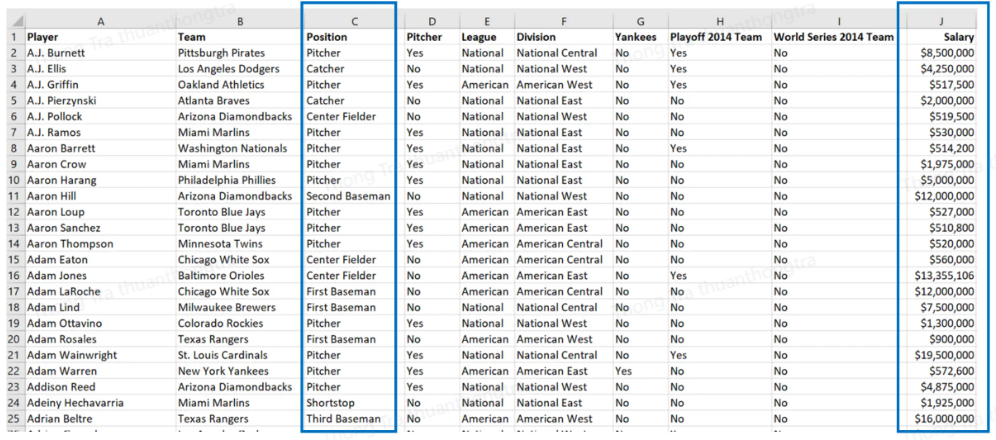 A B C D E F G H I J
1 Player Team Position Pitcher League Division Yankees Playoff 2014 Team World Series 2014 Team Salary
2 A.J. Burnett Pittsburgh Pirates Pitcher Yes National National Central No Yes No $8,500,000
3 A.J. Ellis Los Angeles Dodgers Catcher No National National West No Yes No $4,250,000
4 A.J. Griffin Oakland Athletics Pitcher Yes American American West No Yes No $517,500
5 A.J. Pierzynski Atlanta Braves Catcher No National National East No No No $2,000,000
6 A.J. Pollock Arizona Diamondbacks Center Fielder No National National West No No No $519,500
7 A.J. Ramos Miami Marlins Pitcher Yes National National East No No No $530,000
8 Aaron Barrett Washington Nationals Pitcher Yes National National East No Yes No $514,200
9 Aaron Crow Miami Marlins Pitcher Yes National National East No No No $1,975,000
10 Aaron Harang Philadelphia Phillies Pitcher Yes National National East No No No $5,000,000
11 Aaron Hill Arizona Diamondbacks Second Baseman No National National West No No No $12,000,000
12 Aaron Loup Toronto Blue Jays Pitcher Yes American American East No No No $527,000
13 Aaron Sanchez Toronto Blue Jays Pitcher Yes American American East No No No $510,800
14 Aaron Thompson Minnesota Twins Pitcher Yes American American Central No No No $520,000
15 Adam Eaton Chicago White Sox Center Fielder No American American Central No No No $560,000
16 Adam Jones Baltimore Orioles Center Fielder No American American East No Yes No $13,355,106
17 Adam LaRoche Chicago White Sox First Baseman No American American Central No No No $12,000,000
18 Adam Lind Milwaukee Brewers First Baseman No National National Central No No No $7,500,000
19 Adam Ottavino Colorado Rockies Pitcher Yes National National West No No No $1,300,000
20 Adam Rosales Texas Rangers First Baseman No American American West No No No $900,000
21 Adam Wainwright St. Louis Cardinals Pitcher Yes National National Central No Yes No $19,500,000
22 Adam Warren New York Yankees Pitcher Yes American American East Yes No No $572,600
23 Addison Reed Arizona Diamondbacks Pitcher Yes National National West No No No $4,875,000
24 Adeiny Hechavarria Miami Marlins Shortstop No National National East No No No $1,925,000
25 Adrian Beltre Texas Rangers Third Baseman No American American West No No No $16,000,000